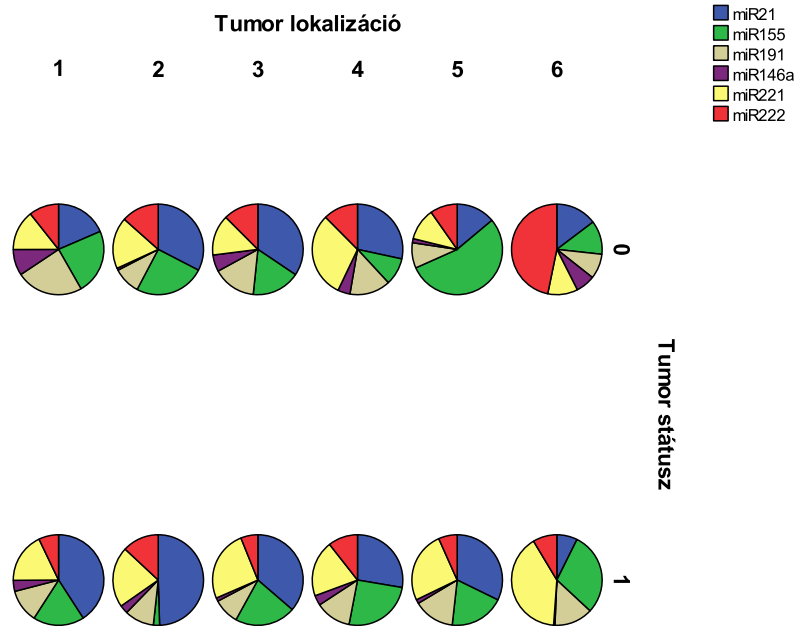 Tumor lokalizáció
1 2 3 4 5 6
miR21
miR155
miR191
miR146a
miR221
miR222
0
Tumor státusz
1